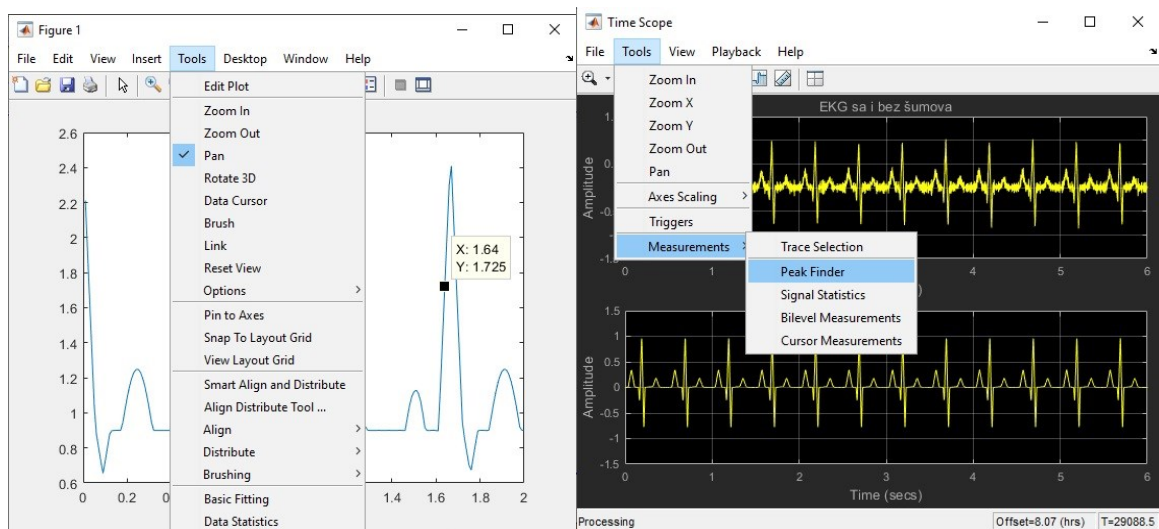 Figure 1
File Edit View Insert Tools Desktop Window Help
Edit Plot
Zoom In
Zoom Out
Pan
Rotate 3D
Data Cursor
Brush
Link
Reset View
Options
Pin to Axes
Snap To Layout Grid
View Layout Grid
Smart Align and Distribute
Align Distribute Tool ...
Align
Distribute
Brushing
Basic Fitting
Data Statistics
2.6
2.4
2.2
2
1.8
1.6
1.4
1.2
1
0.8
0.6
0 0.2 0 1.4 1.6 1.8 2
X: 1.64
Y: 1.725
Time Scope
File Tools View Playback Help
Zoom In
Zoom X
Zoom Y
Zoom Out
Pan
Axes Scaling
Triggers
Measurements
Trace Selection
Peak Finder
Signal Statistics
Bilevel Measurements
Cursor Measurements
EKG sa i bez šumova
Amplitude
0 1 4 5 6
1.5
1
0.5
0
-0.5
-1
-1.5
Amplitude
0 1 2 3 4 5 6
Time (secs)
Processing Offset=8.07 (hrs) T=29088.5